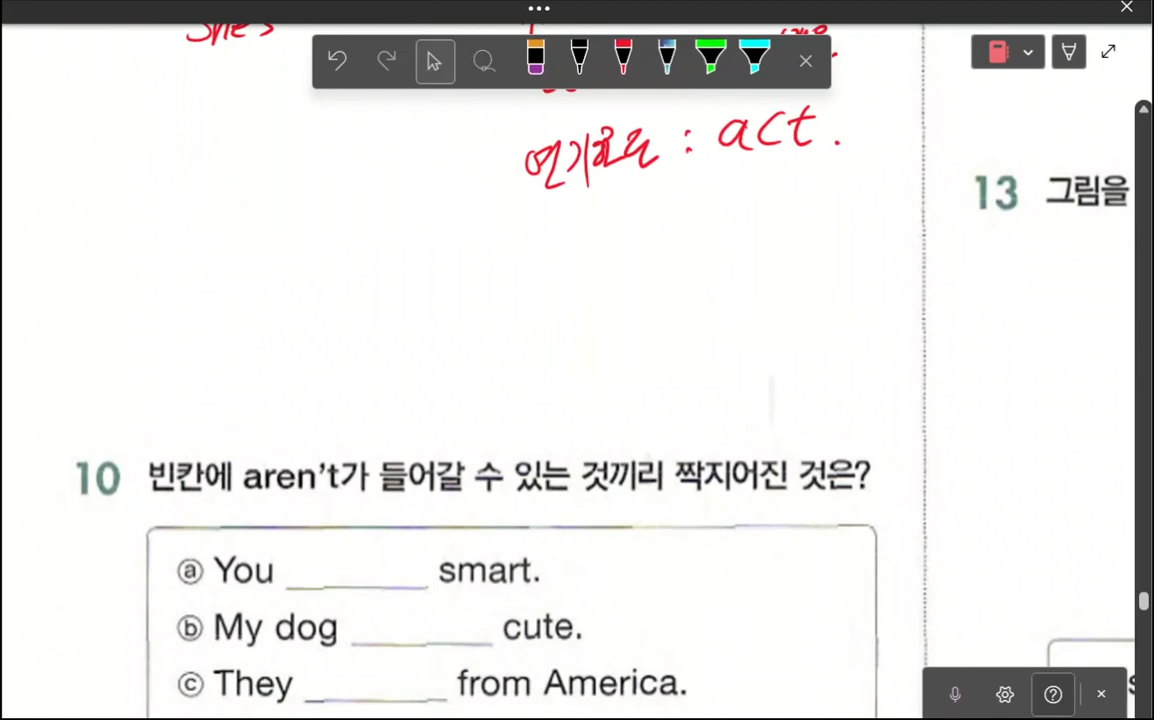 she's
연기하다 : act.
13 그림을
10 빈칸에 aren't가 들어갈 수 있는 것끼리 짝지어진 것은?
ⓐ You ________ smart.
ⓑ My dog ________ cute.
ⓒ They ________ from America.